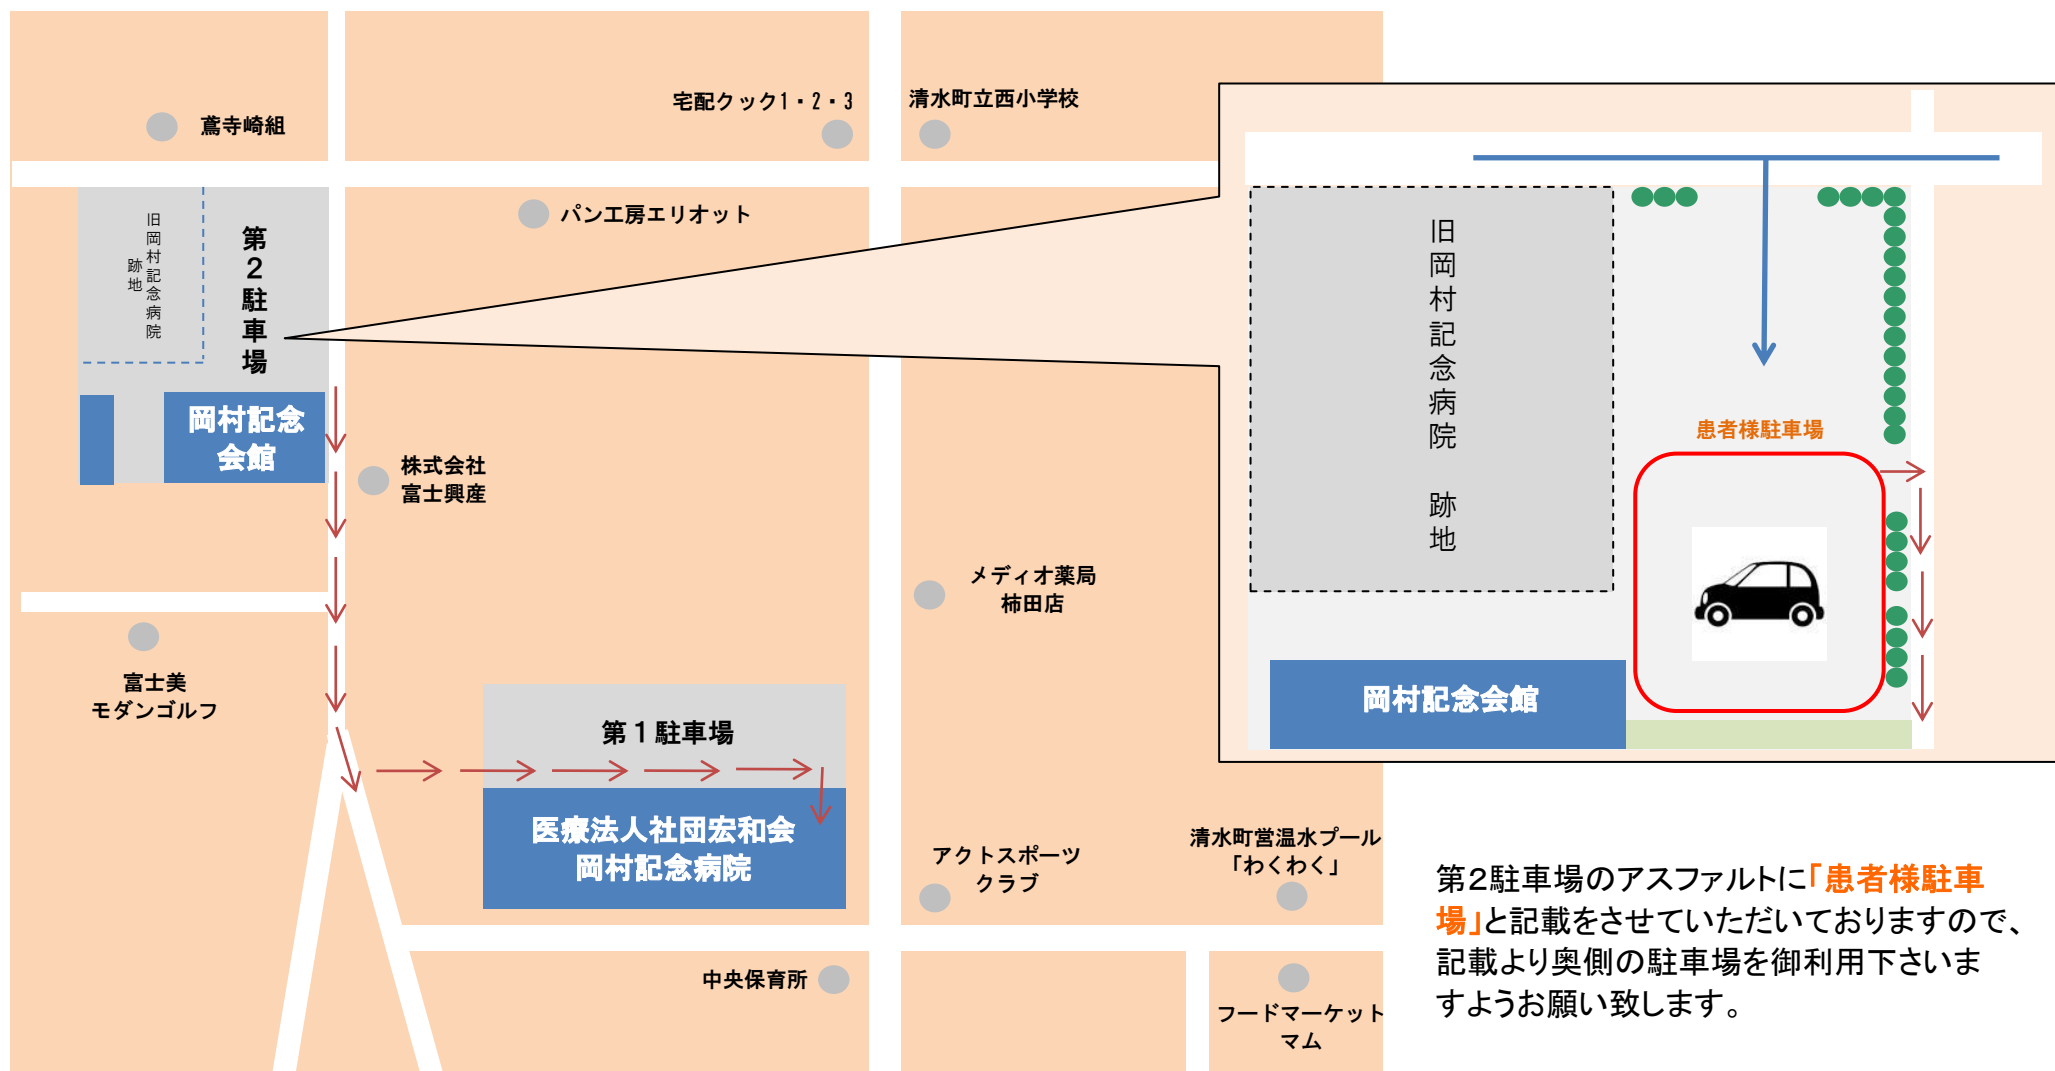 宅配クック1・2・3
清水町立西小学校
鳶寺崎組
パン工房エリオット
旧岡村記念病院
跡地
第2駐車場
岡村記念
会館
株式会社
富士興産
富士美
モダンゴルフ
第1駐車場
医療法人社団宏和会
岡村記念病院
メディオ薬局
柿田店
アクトスポーツ
クラブ
清水町営温水プール
「わくわく」
中央保育所
フードマーケット
マム
旧岡村記念病院 跡地
患者様駐車場
岡村記念会館
第2駐車場のアスファルトに「患者様駐車
場」と記載をさせていただいておりますので、
記載より奥側の駐車場を御利用下さいま
すようお願い致します。